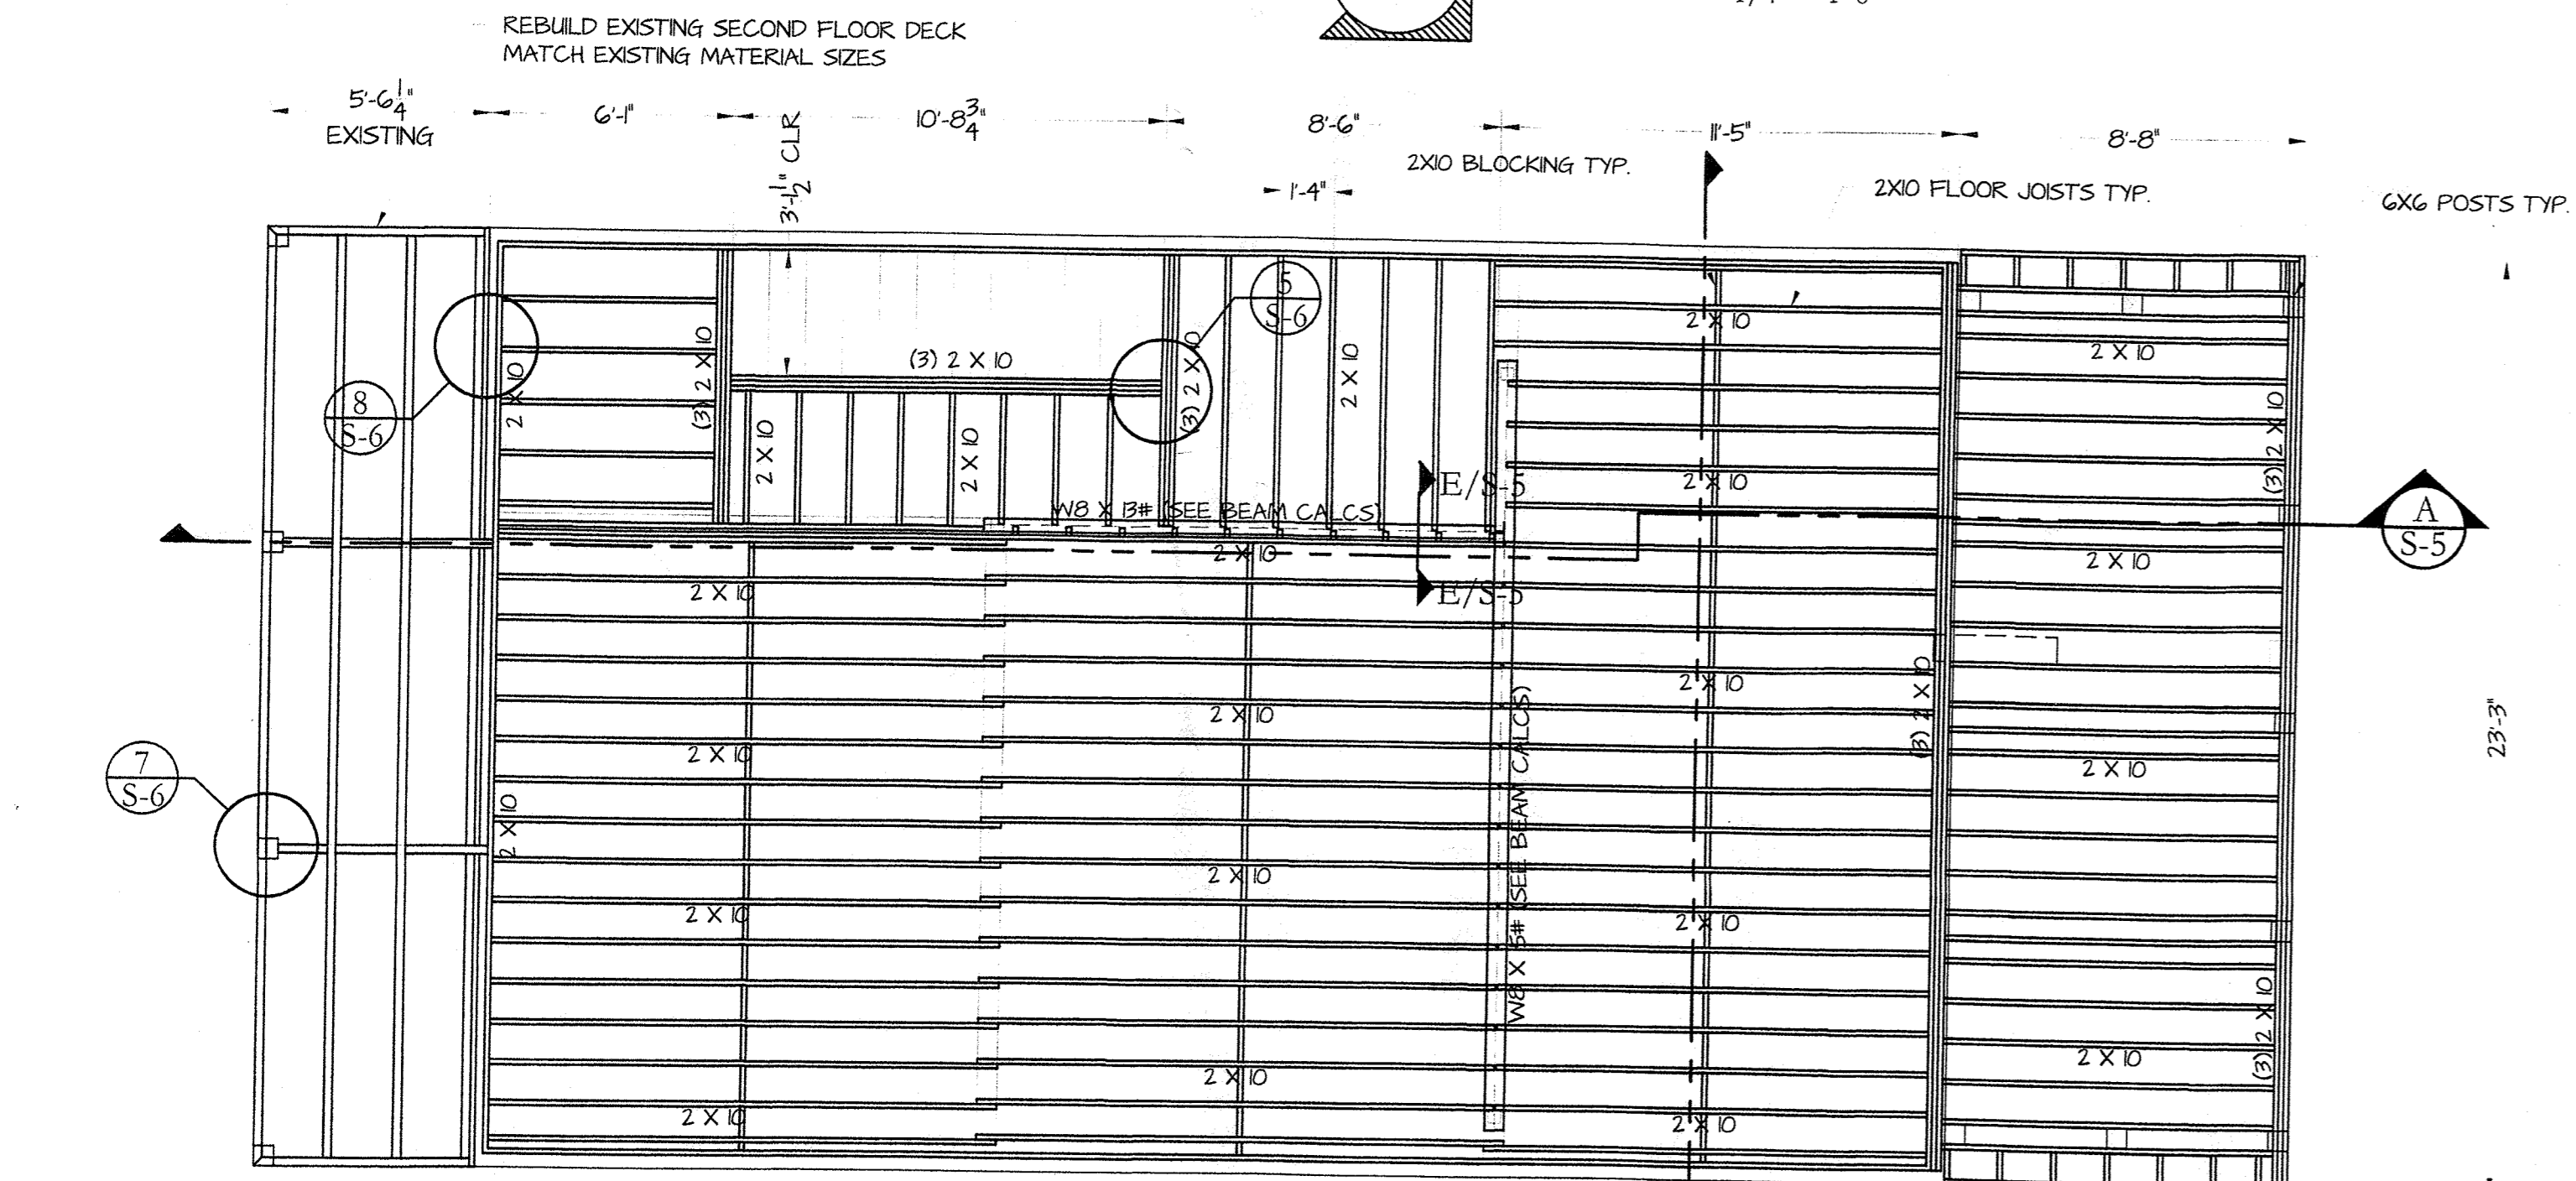 REBUILD EXISTING SECOND FLOOR DECK
MATCH EXISTING MATERIAL SIZES
5'-6 1/4"
EXISTING
6'-1"
3'-1 1/2" CLR
10'-8 3/4"
8'-6"
11'-5"
8'-8"
1'-4"
2X10 BLOCKING TYP.
2X10 FLOOR JOISTS TYP.
6X6 POSTS TYP.
5
S-6
8
S-6
2 X 10
(3) 2 X 10
(3) 2 X 10
(3) 2 X 10
2 X 10
2 X 10
2 X 10
2 X 10
2 X 10
(3) 2 X 10
2 X 10
W8 X 13# (SEE BEAM CALCS)
E/S-5
E/S-5
A
S-5
2 X 10
2 X 10
2 X 10
2 X 10
2 X 10
2 X 10
(3) 2 X 10
W8 X (SEE BEAM CALCS)
23'-3"
7
S-6
2 X 10
2 X 10
2 X 10
2 X 10
2 X 10
2 X 10
2 X 10
2 X 10
2 X 10
2 X 10
(3) 2 X 10